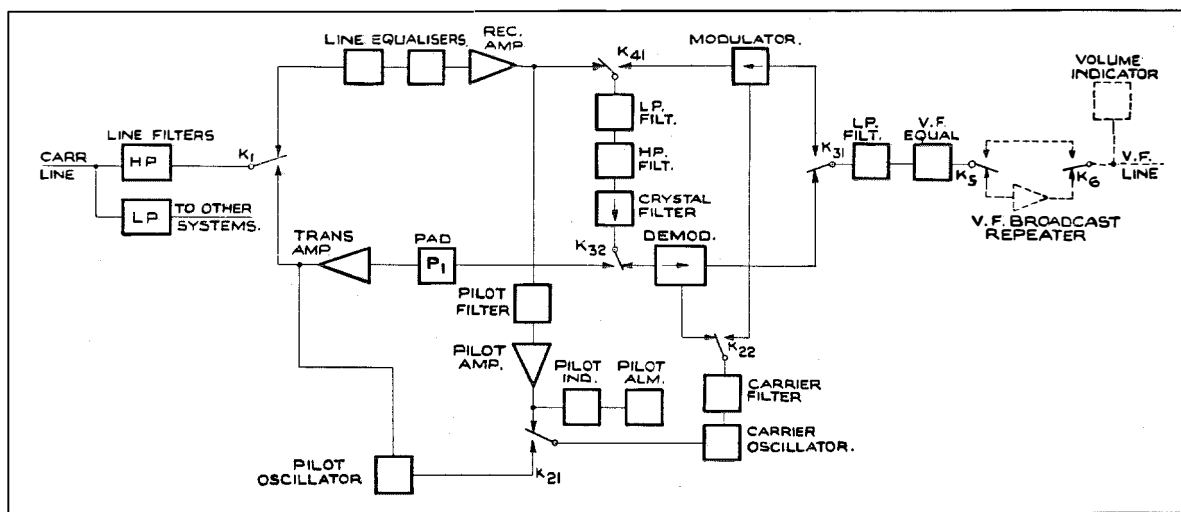 LINE EQUALISERS.
REC.
AMP
K41
MODULATOR.
VOLUME
INDICATOR
LINE FILTERS
CARR
LINE
HP
K1
LP. FILT.
HP. FILT.
CRYSTAL
FILTER
K31
LP.
FILT.
V.F.
EQUAL
K5
K6
V.F.
LINE
V.F. BROADCAST
REPEATER
LP
TO OTHER
SYSTEMS.
TRANS
AMP
PAD
P1
K32
DEMOD.
PILOT
FILTER
K22
PILOT
AMP.
PILOT
IND.
PILOT
ALM.
CARRIER
FILTER
CARRIER
OSCILLATOR.
K21
PILOT
OSCILLATOR